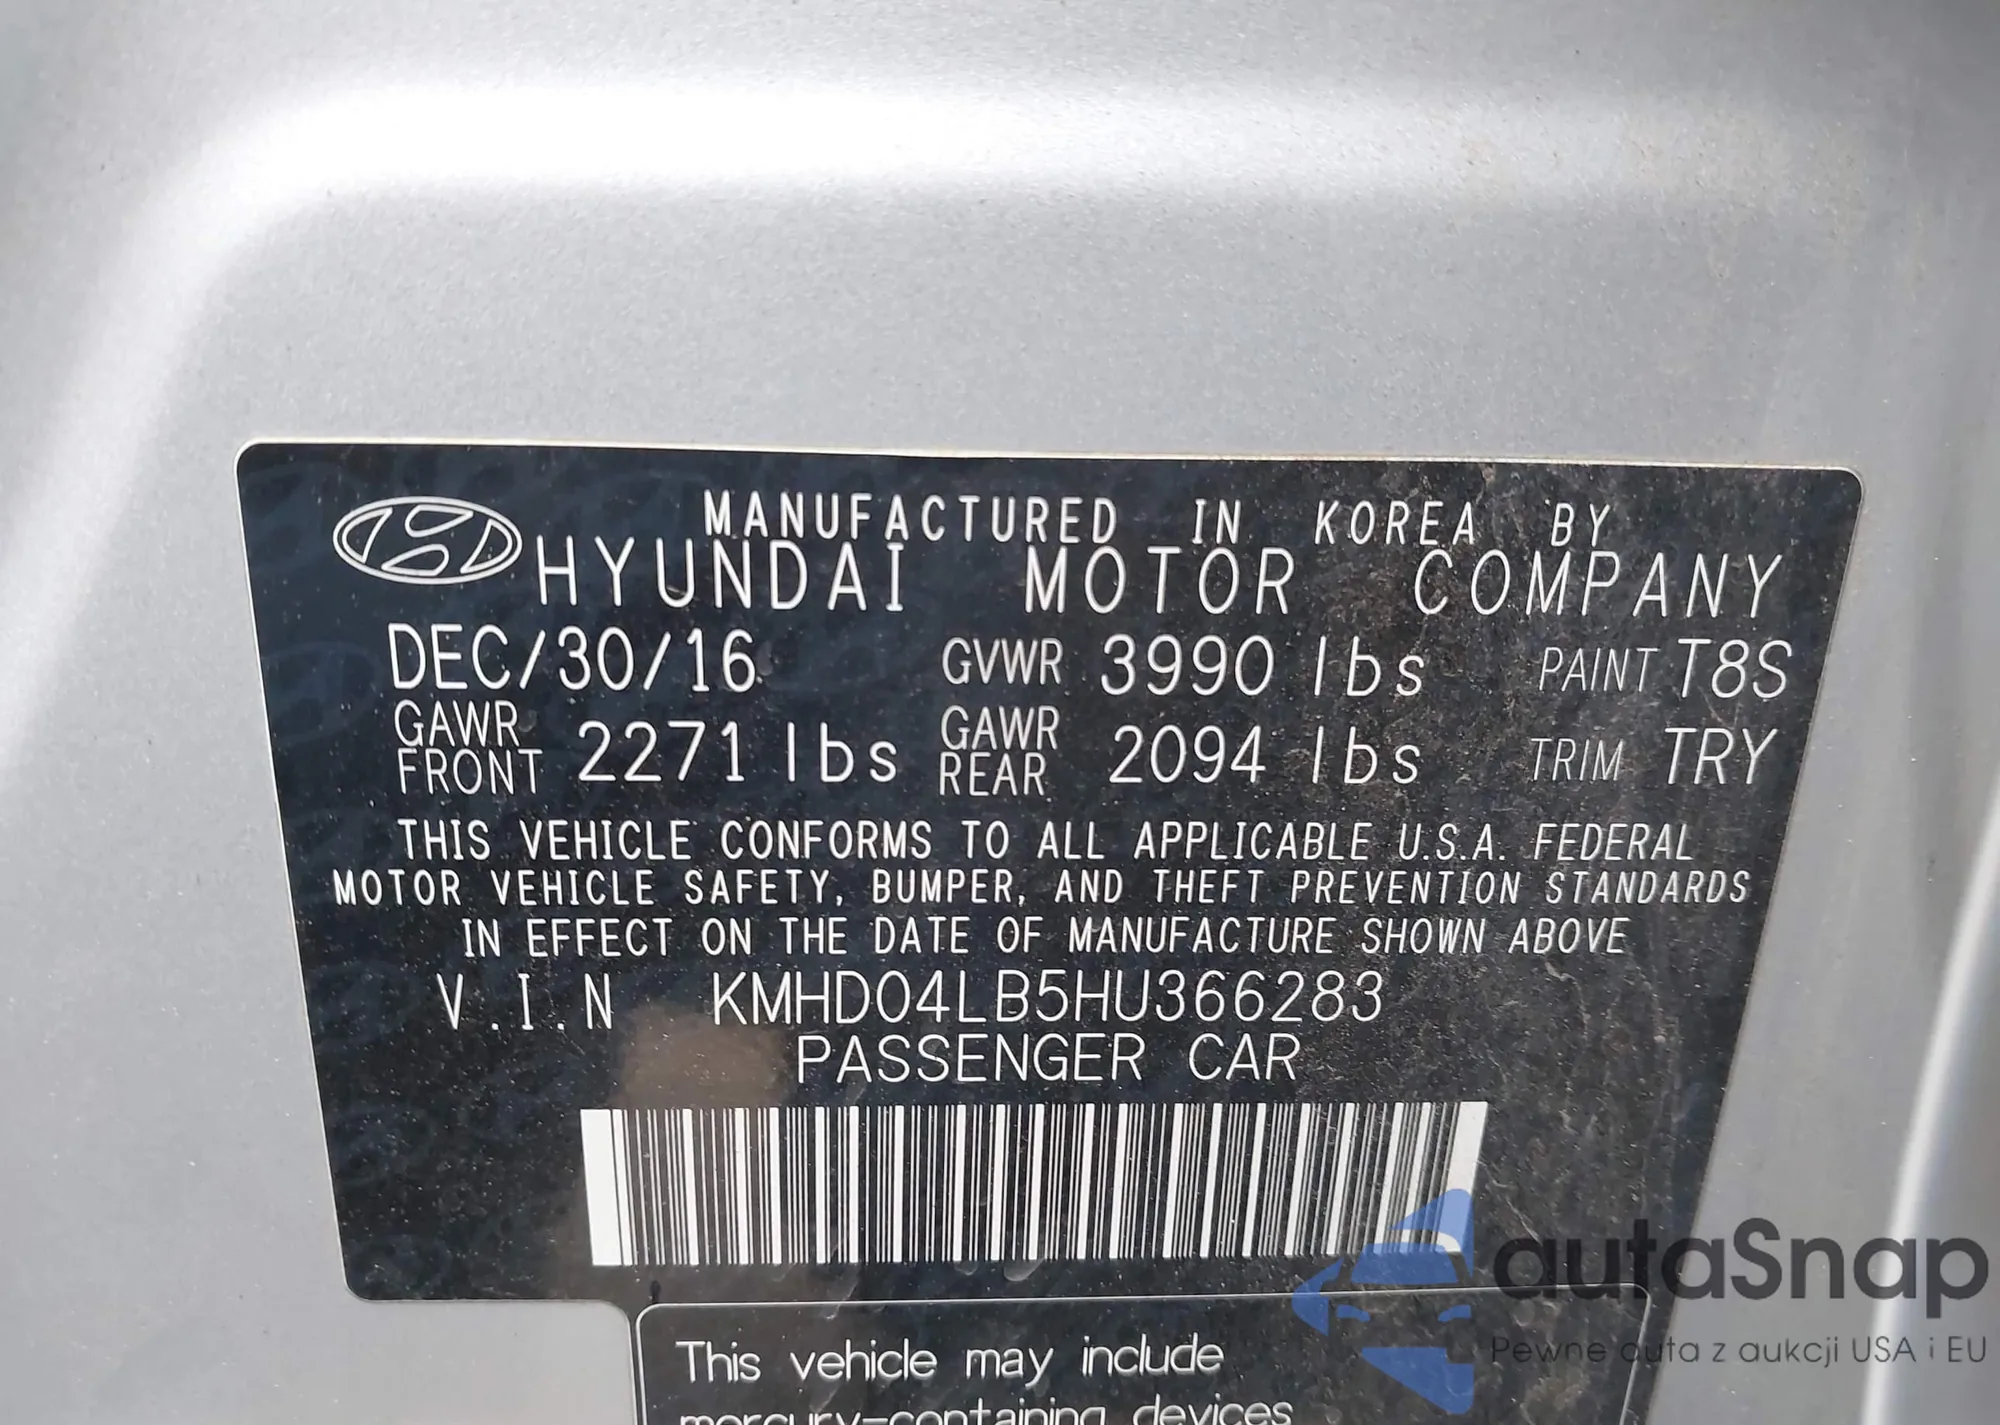 MANUFACTURED IN KOREA BY
HYUNDAI MOTOR COMPANY
DEC/30/16 GVWR 3990 lbs PAINT T8S
GAWR FRONT 2271 lbs GAWR REAR 2094 lbs TRIM TRY
THIS VEHICLE CONFORMS TO ALL APPLICABLE U.S.A. FEDERAL
MOTOR VEHICLE SAFETY, BUMPER, AND THEFT PREVENTION STANDARDS
IN EFFECT ON THE DATE OF MANUFACTURE SHOWN ABOVE
V.I.N KMHD04LB5HU366283
PASSENGER CAR
This vehicle may include
mercury-containing devices
autaSnap
Pewne auta z aukcji USA i EU